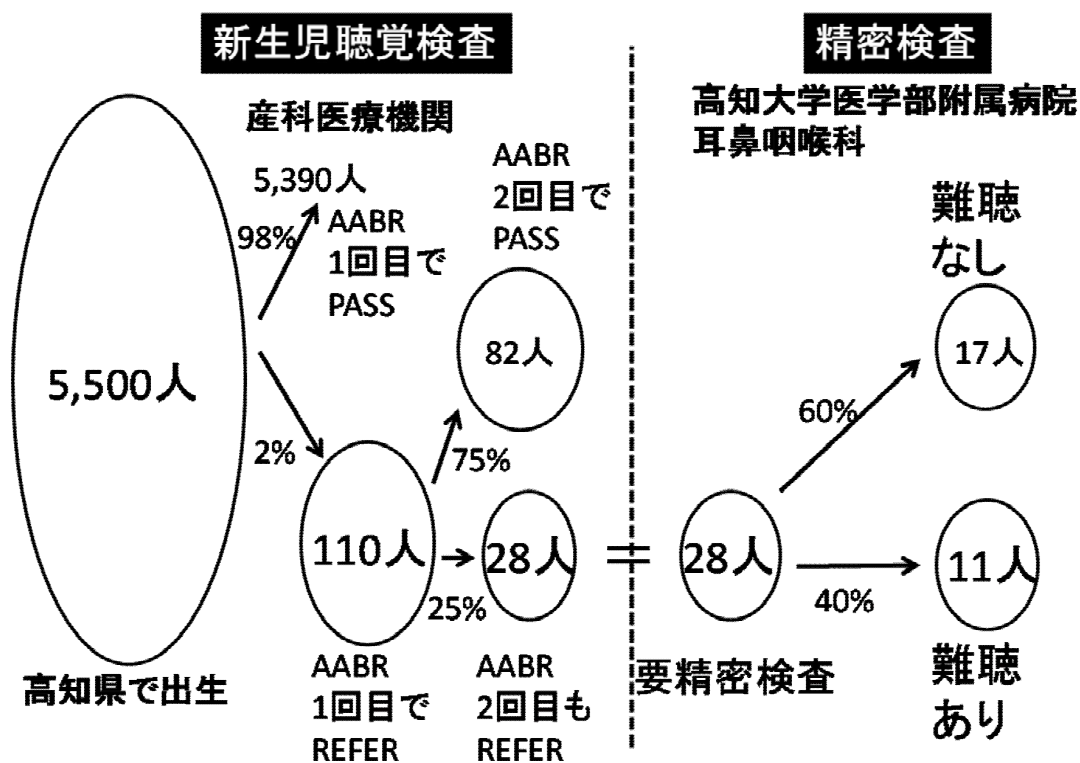 新生児聴覚検査
産科医療機関
5,390人
98%
AABR
1回目で
PASS
AABR
2回目で
PASS
5,500人
82人
2%
75%
110人
28人
25%
高知県で出生
AABR
1回目で
REFER
AABR
2回目も
REFER
精密検査
高知大学医学部附属病院
耳鼻咽喉科
難聴
なし
17人
60%
28人
40%
11人
要精密検査
難聴
あり